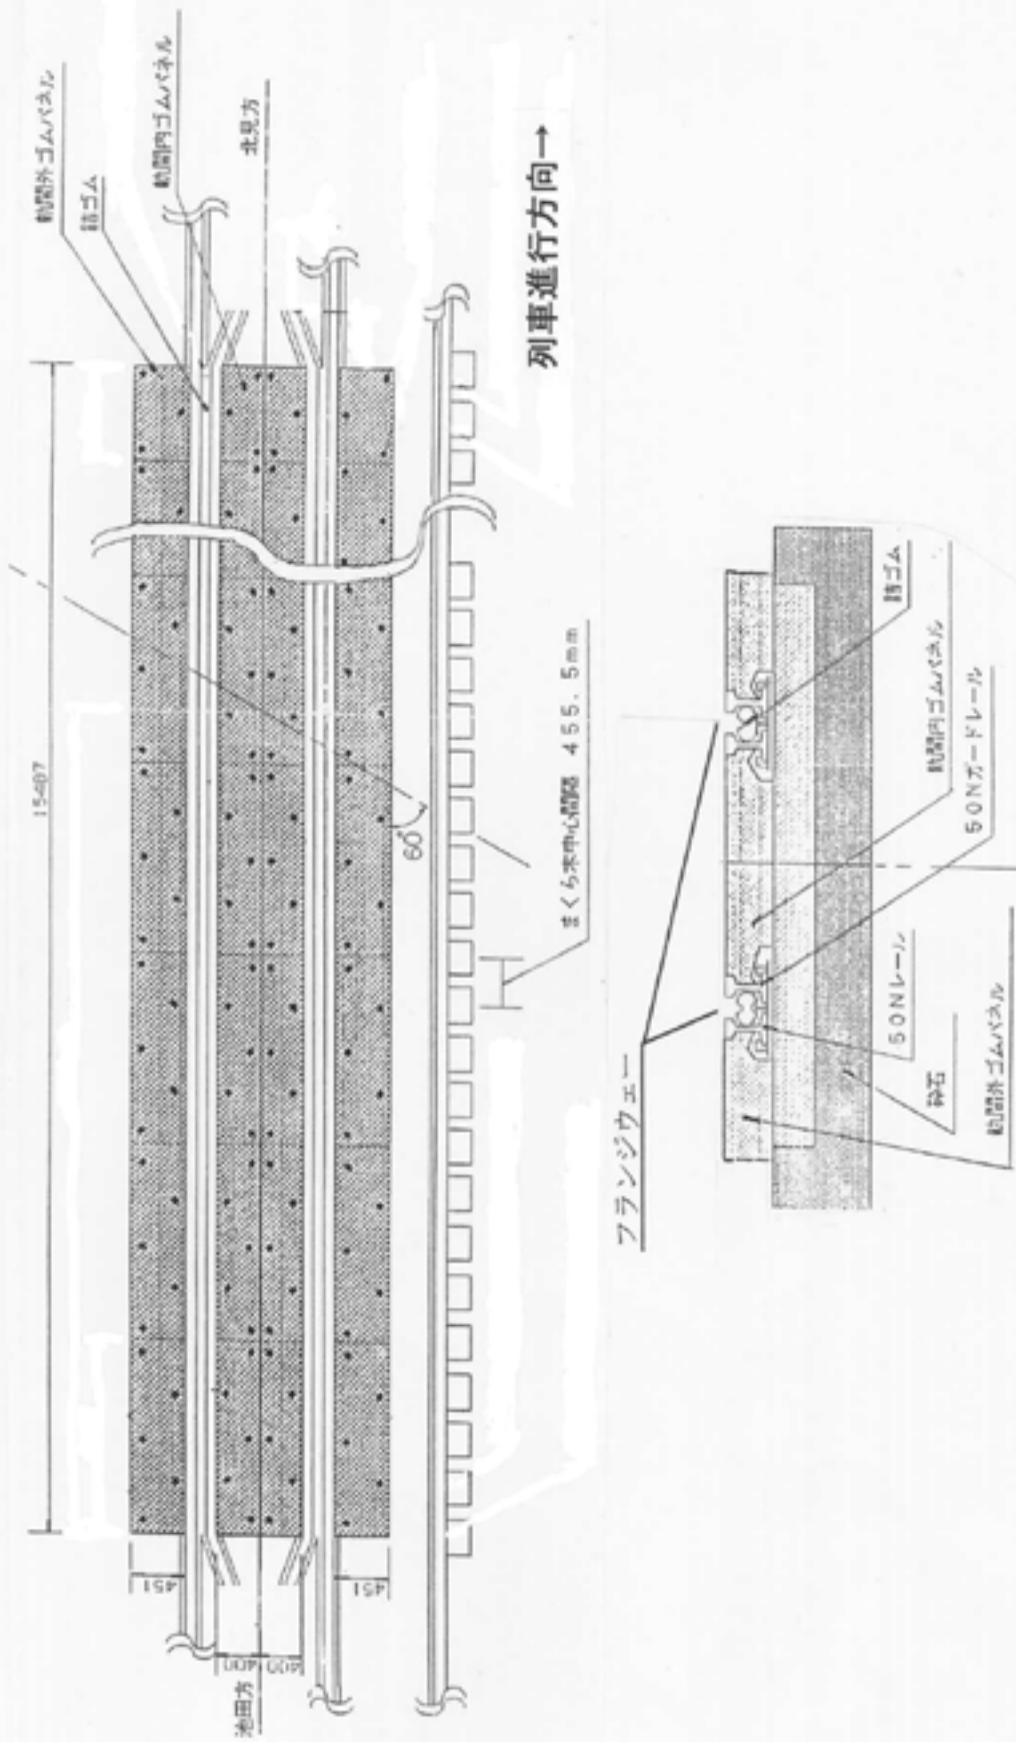 15407
軌間外ゴムパネル
詰ゴム
軌間内ゴムパネル
北見方
列車進行方向→
451
400
400
池田方
451
60°
まくら木中心間隔 455.5mm
フランジウェー
詰ゴム
軌間内ゴムパネル
50Nガードレール
50Nレール
砕石
軌間外ゴムパネル